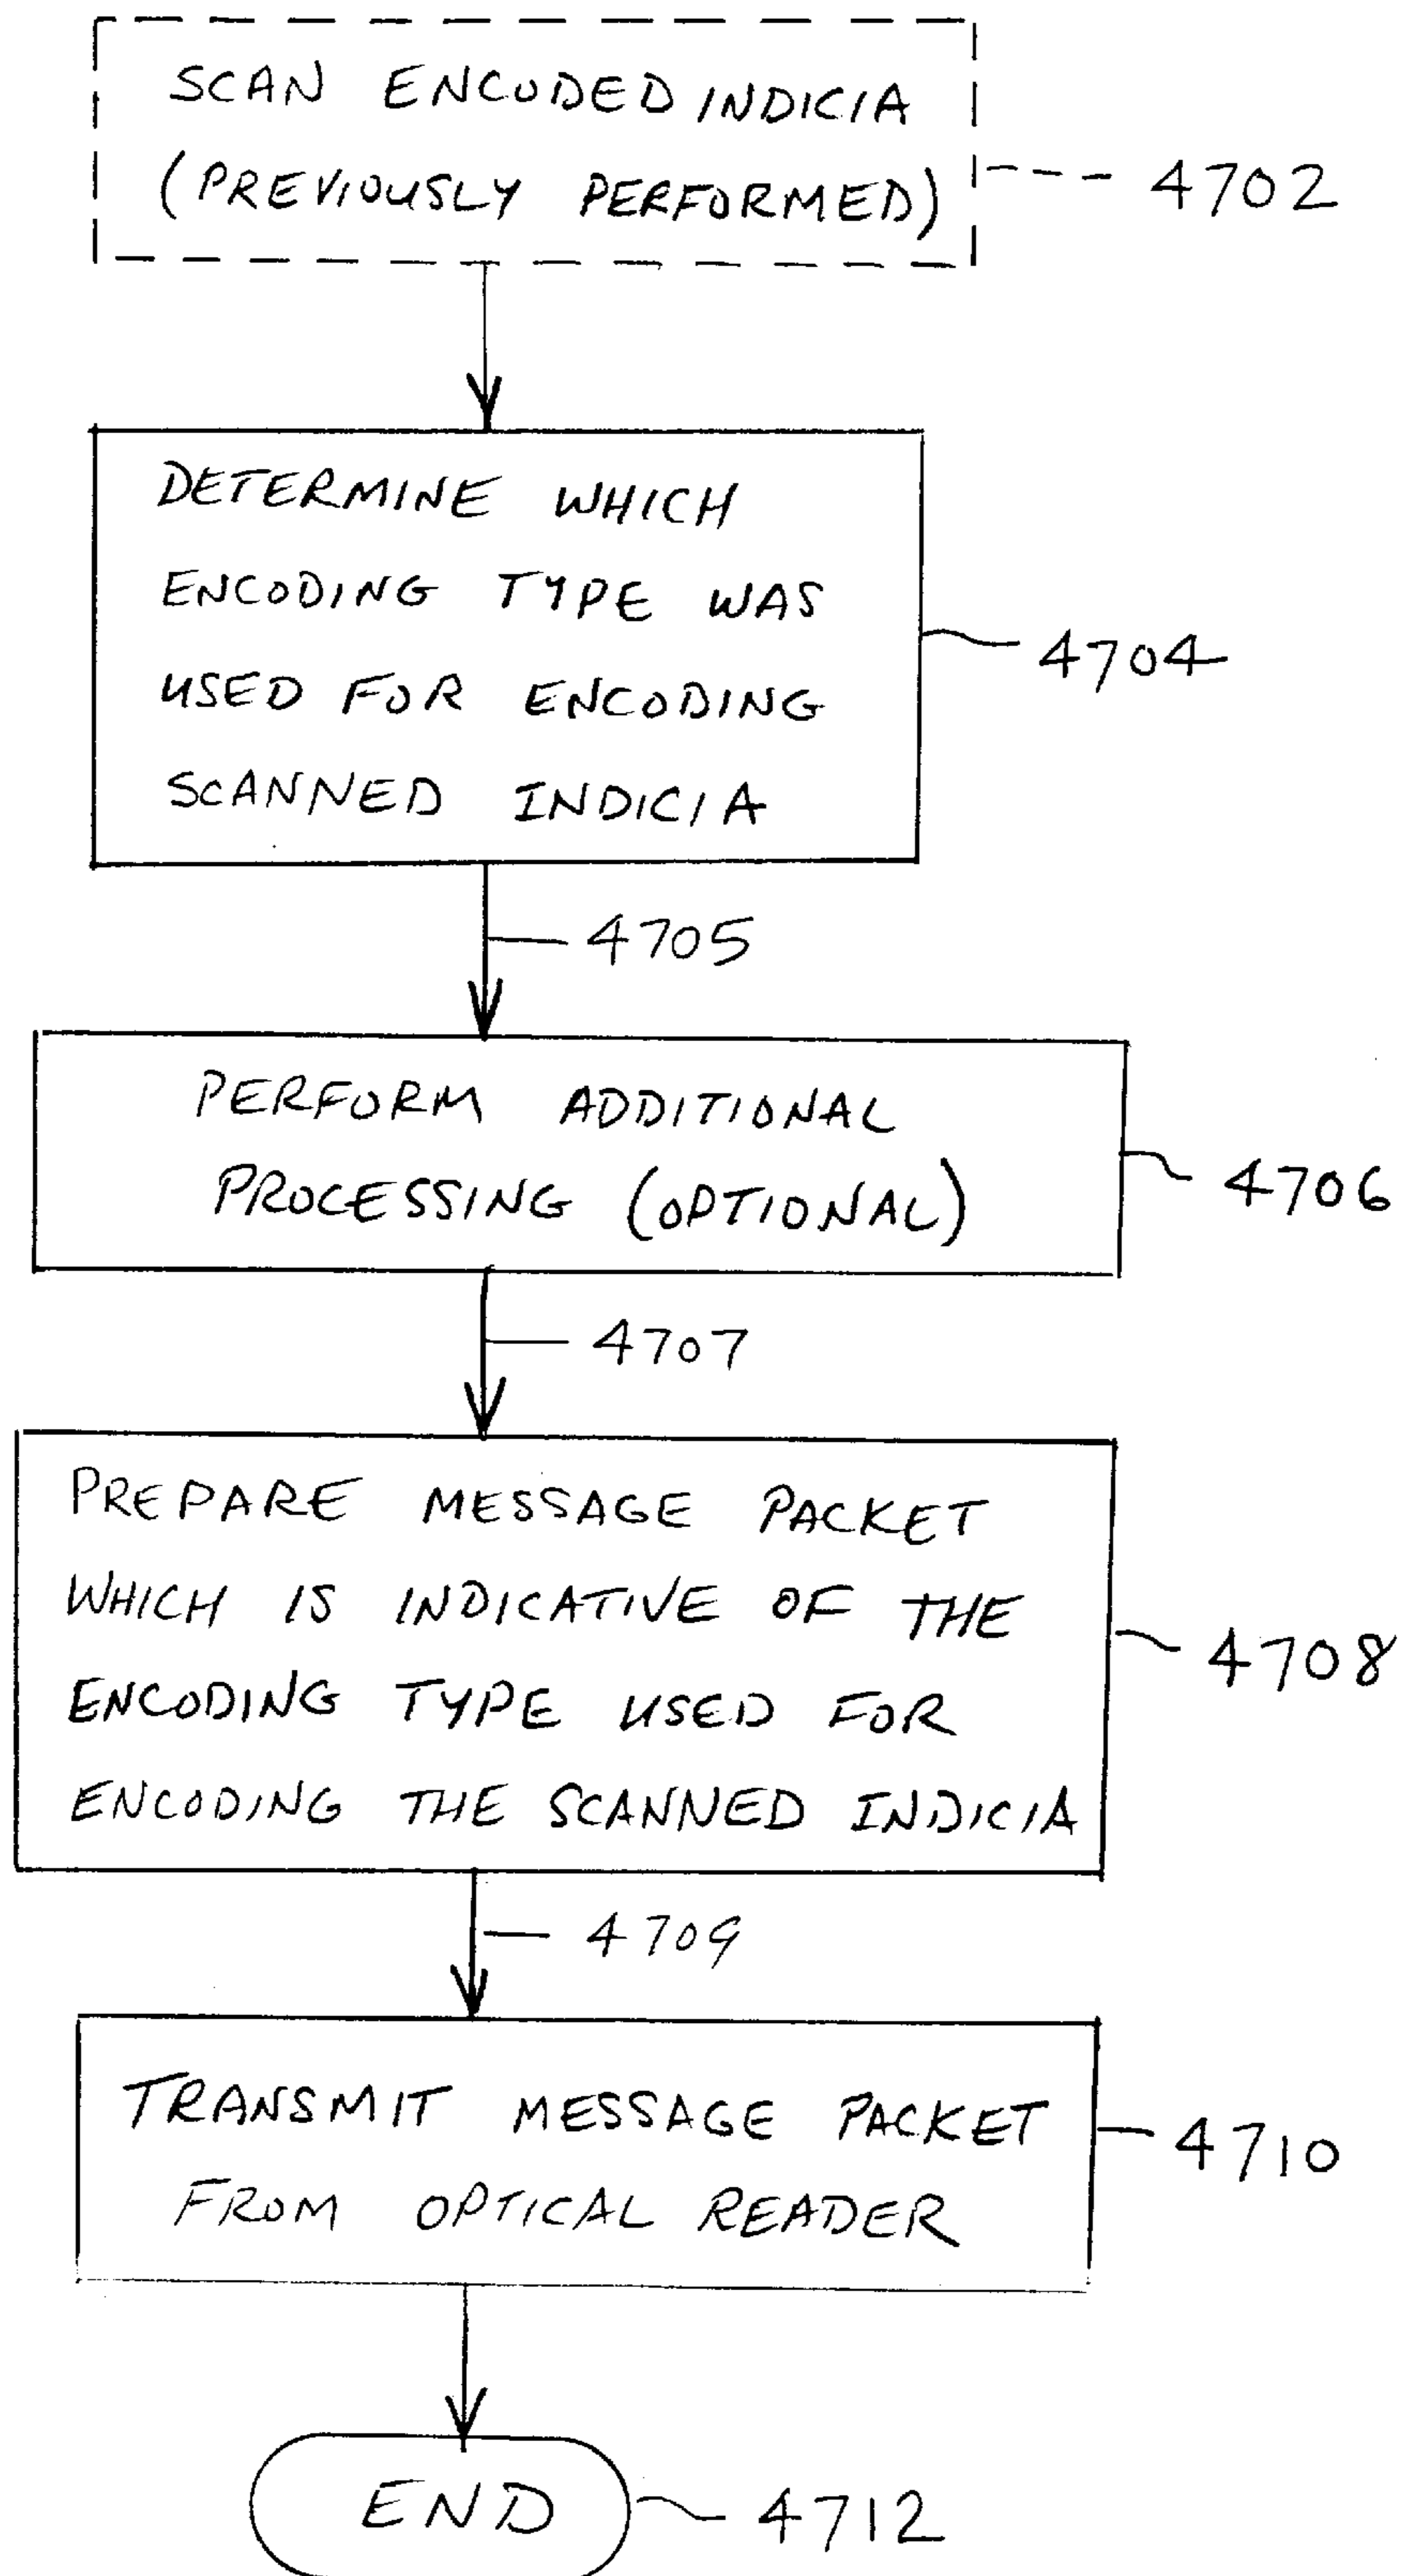 SCAN ENCODED INDICIA
(PREVIOUSLY PERFORMED)
4702
DETERMINE WHICH
ENCODING TYPE WAS
USED FOR ENCODING
SCANNED INDICIA
4704
4705
PERFORM ADDITIONAL
PROCESSING (OPTIONAL)
4706
4707
PREPARE MESSAGE PACKET
WHICH IS INDICATIVE OF THE
ENCODING TYPE USED FOR
ENCODING THE SCANNED INDICIA
4708
4709
TRANSMIT MESSAGE PACKET
FROM OPTICAL READER
4710
END
4712